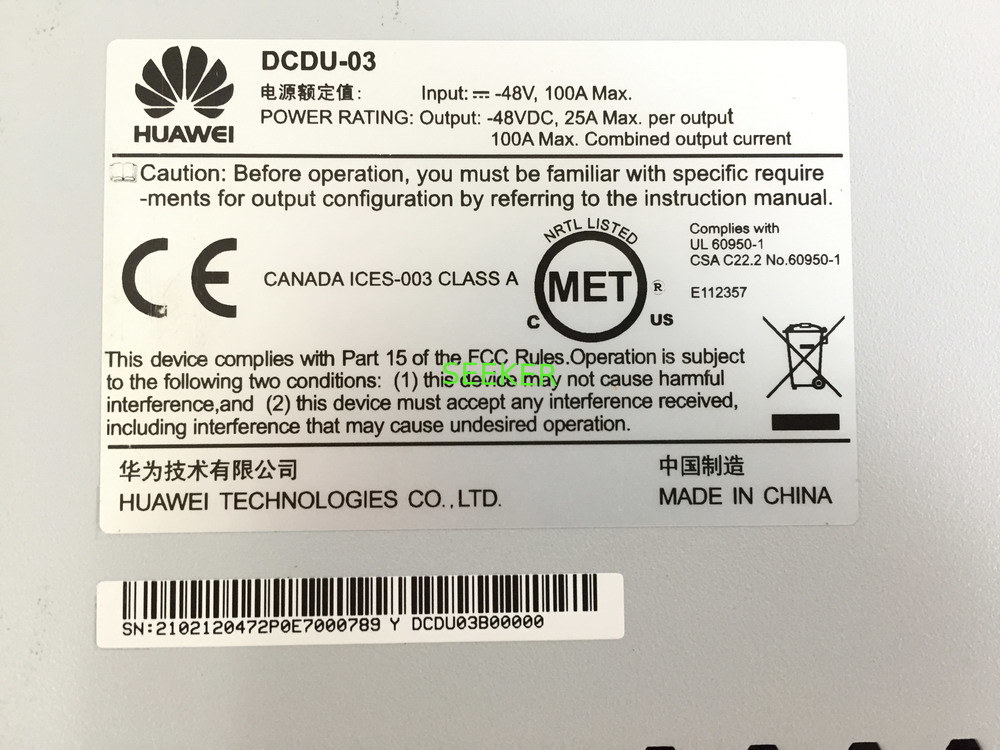 HUAWEI
DCDU-03
电源额定值: Input: -48V, 100A Max.
POWER RATING: Output: -48VDC, 25A Max. per output
100A Max. Combined output current
Caution: Before operation, you must be familiar with specific require
-ments for output configuration by referring to the instruction manual.
CE
CANADA ICES-003 CLASS A
NRTL LISTED
MET ®
C US
Complies with
UL 60950-1
CSA C22.2 No.60950-1
E112357
This device complies with Part 15 of the FCC Rules.Operation is subject
to the following two conditions: (1) this device may not cause harmful
interference,and (2) this device must accept any interference received,
including interference that may cause undesired operation.
SEEKER
华为技术有限公司
HUAWEI TECHNOLOGIES CO.,LTD.
中国制造
MADE IN CHINA
SN:2102120472P0E7000789 Y DCDU03B00000